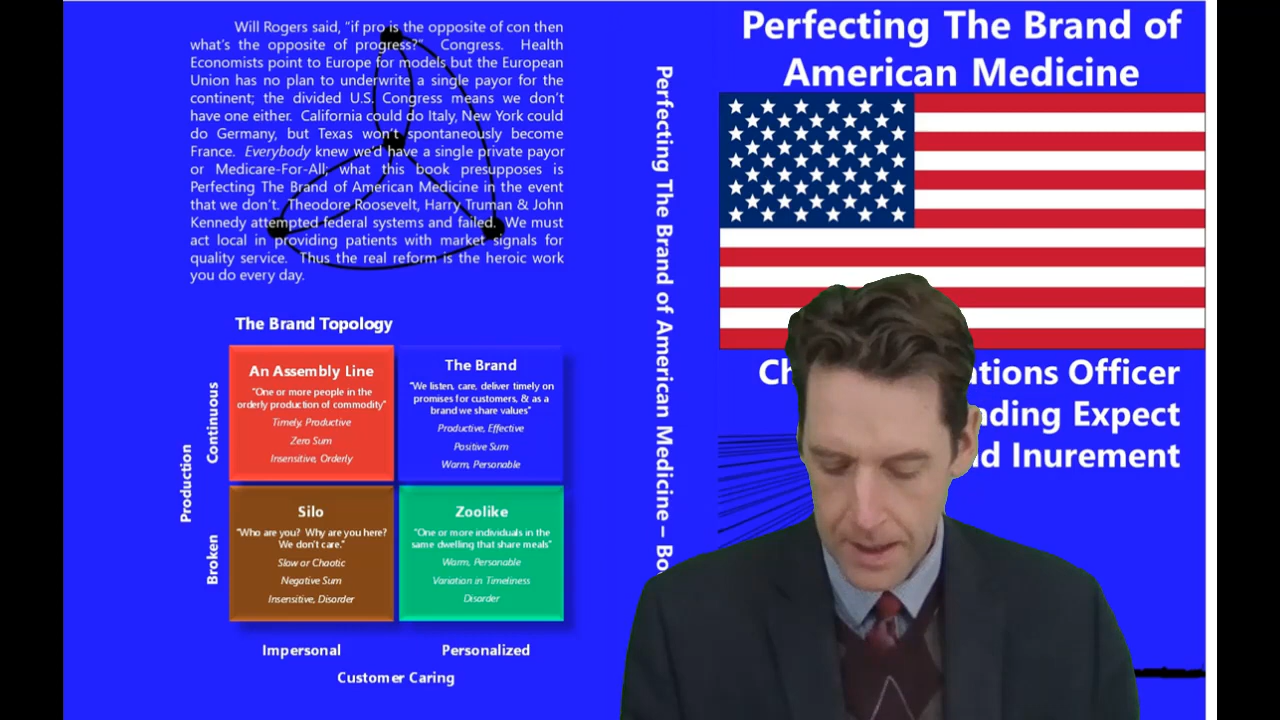 Will Rogers said, "if pro is the opposite of con then
what's the opposite of progress?" Congress. Health
Economists point to Europe for models but the European
Union has no plan to underwrite a single payor for the
continent; the divided U.S. Congress means we don't
have one either. California could do Italy, New York could
do Germany, but Texas won't spontaneously become
France. Everybody knew we'd have a single private payor
or Medicare-For-All; what this book presupposes is
Perfecting The Brand of American Medicine in the event
that we don't. Theodore Roosevelt, Harry Truman & John
Kennedy attempted federal systems and failed. We must
act local in providing patients with market signals for
quality service. Thus the real reform is the heroic work
you do every day.
The Brand Topology
Production
Continuous
Broken
An Assembly Line
"One or more people in the
orderly production of commodity"
Timely, Productive
Zero Sum
Insensitive, Orderly
The Brand
"We listen, care, deliver timely on
promises for customers, & as a
brand we share values"
Productive, Effective
Positive Sum
Warm, Personable
Silo
"Who are you? Why are you here?
We don't care."
Slow or Chaotic
Negative Sum
Insensitive, Disorder
Zoolike
"One or more individuals in the
same dwelling that share meals"
Warm, Personable
Variation in Timeliness
Disorder
Impersonal
Personalized
Customer Caring
Perfecting The Brand of American Medicine –
Perfecting The Brand of
American Medicine
Officer
Expect
Inurement